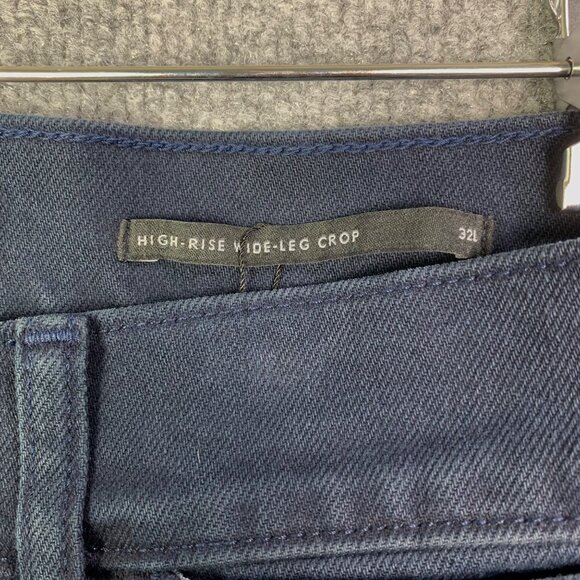 HIGH-RISE WIDE-LEG CROP 32L